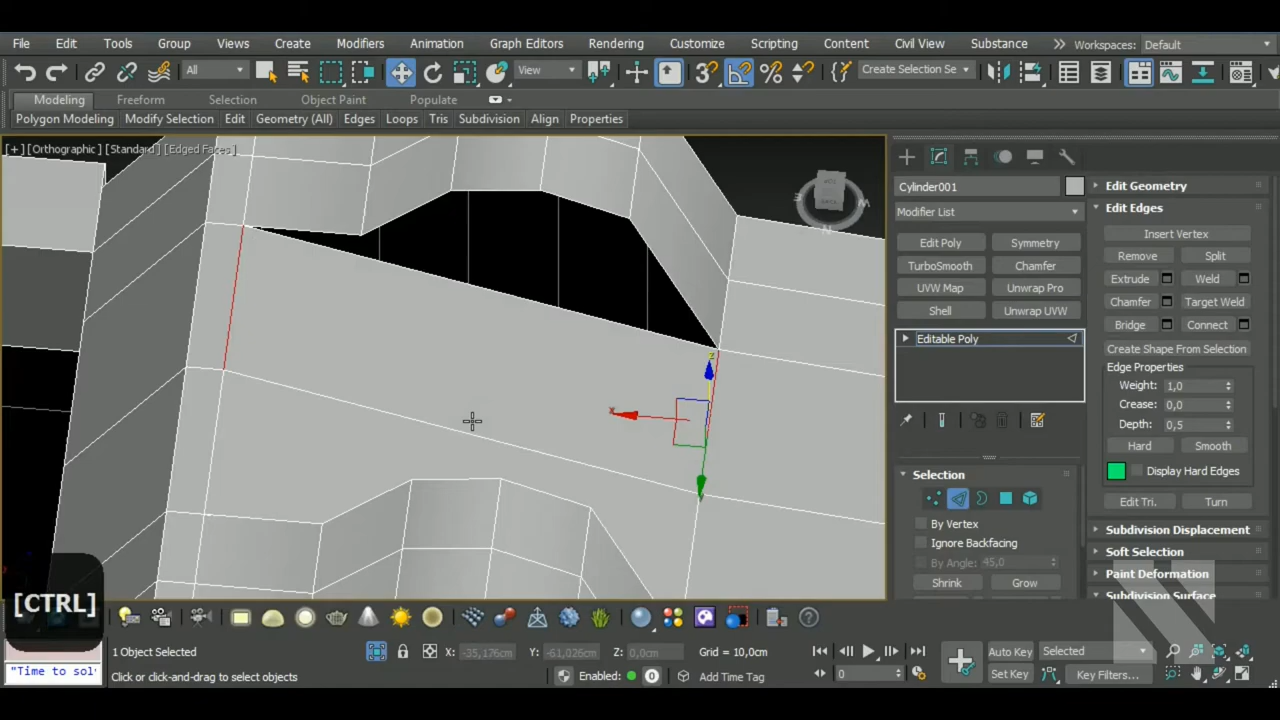 File Edit Tools Group Views Create Modifiers Animation Graph Editors Rendering Customize Scripting Content Civil View Substance Workspaces: Default
All View Create Selection Se
Modeling Freeform Selection Object Paint Populate
Polygon Modeling Modify Selection Edit Geometry (All) Edges Loops Tris Subdivision Align Properties
[+] [Orthographic] [Standard] [Edged Faces]
Cylinder001
Modifier List
Edit Poly Symmetry
TurboSmooth Chamfer
UVW Map Unwrap Pro
Shell Unwrap UVW
Editable Poly
Selection
By Vertex
Ignore Backfacing
By Angle: 45,0
Shrink Grow
Edit Geometry
Edit Edges
Insert Vertex
Remove Split
Extrude Weld
Chamfer Target Weld
Bridge Connect
Create Shape From Selection
Edge Properties
Weight: 1,0
Crease: 0,0
Depth: 0,5
Hard Smooth
Display Hard Edges
Edit Tri. Turn
Subdivision Displacement
Soft Selection
Paint Deformation
Subdivision Surface
x
z
[CTRL]
"Time to sol
1 Object Selected X: -35,176cm Y: -61,026cm Z: 0,0cm Grid = 10,0cm Auto Key Selected
Click or click-and-drag to select objects Enabled: 0 Add Time Tag 0 Set Key Key Filters...